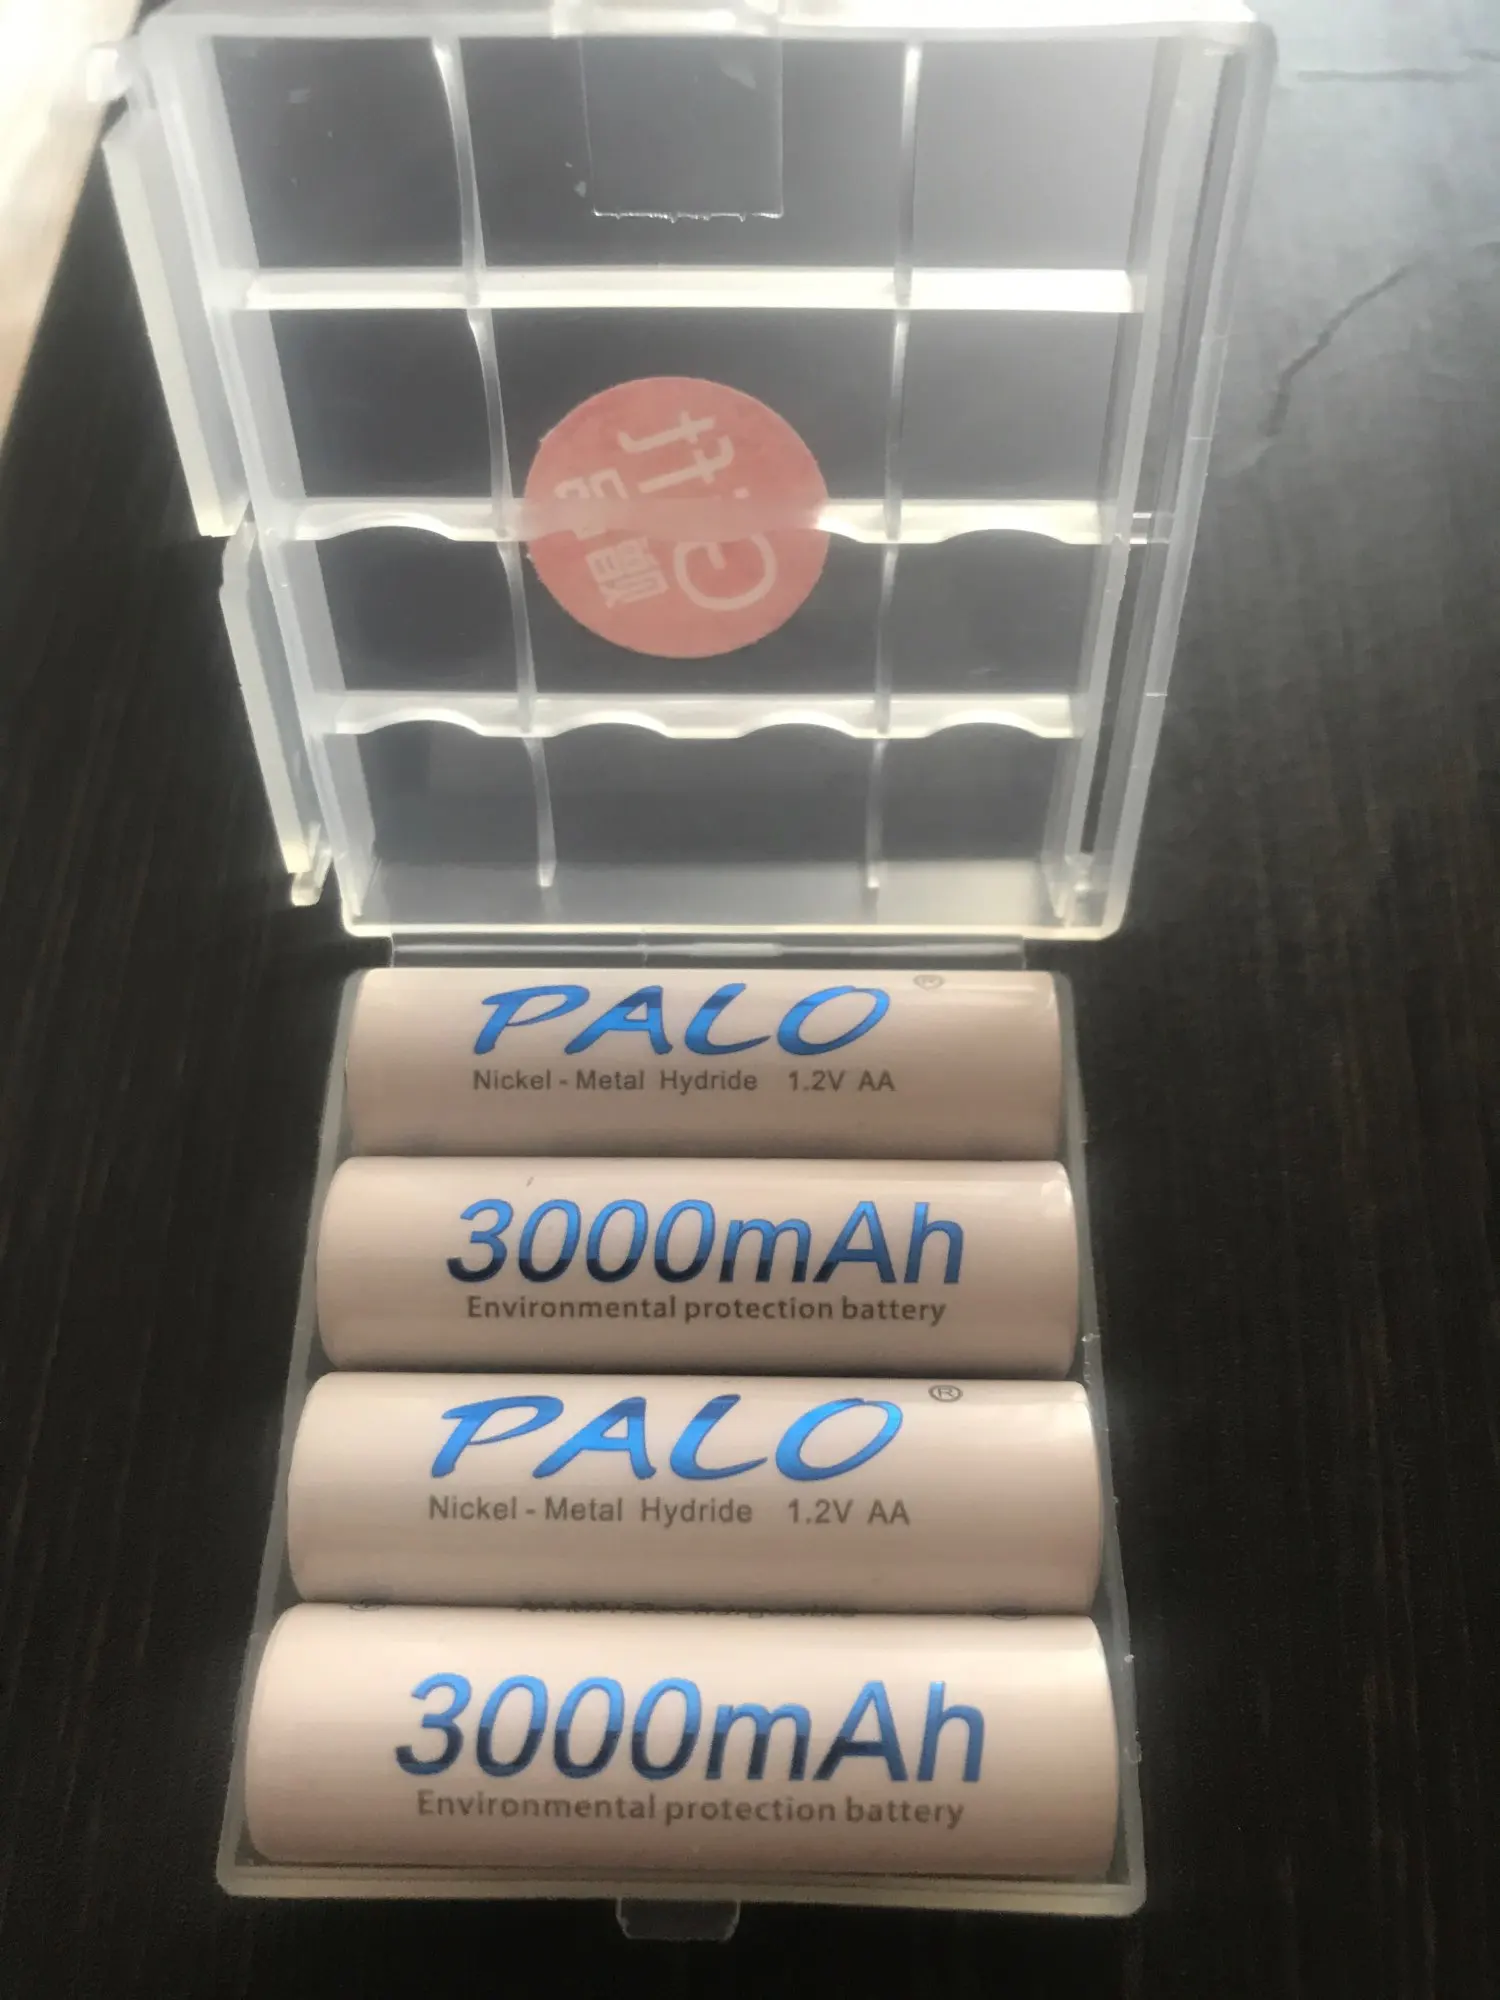 PALO ®
Nickel - Metal Hydride 1.2V AA
3000mAh
Environmental protection battery
PALO ®
Nickel - Metal Hydride 1.2V AA
3000mAh
Environmental protection battery